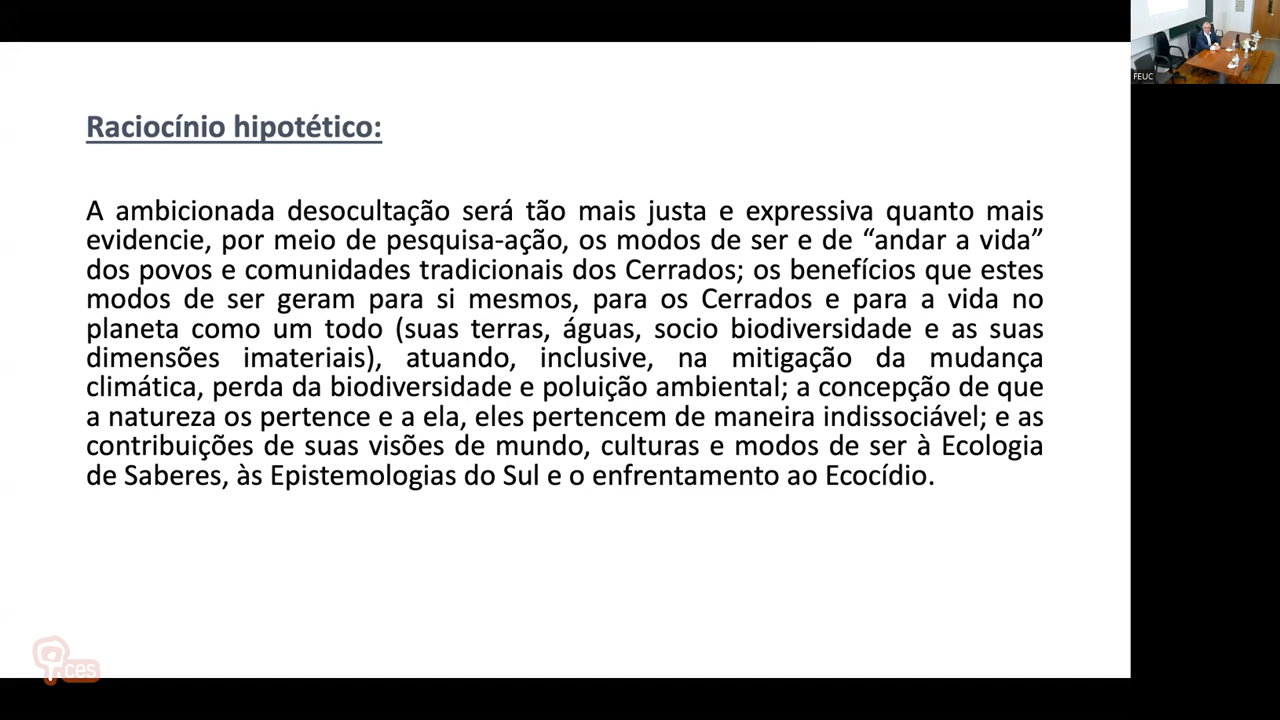 FEUC
Raciocínio hipotético:
A ambicionada desocultação será tão mais justa e expressiva quanto mais
evidencie, por meio de pesquisa-ação, os modos de ser e de “andar a vida”
dos povos e comunidades tradicionais dos Cerrados; os benefícios que estes
modos de ser geram para si mesmos, para os Cerrados e para a vida no
planeta como um todo (suas terras, águas, socio biodiversidade e as suas
dimensões imateriais), atuando, inclusive, na mitigação da mudança
climática, perda da biodiversidade e poluição ambiental; a concepção de que
a natureza os pertence e a ela, eles pertencem de maneira indissociável; e as
contribuições de suas visões de mundo, culturas e modos de ser à Ecologia
de Saberes, às Epistemologias do Sul e o enfrentamento ao Ecocídio.
ces